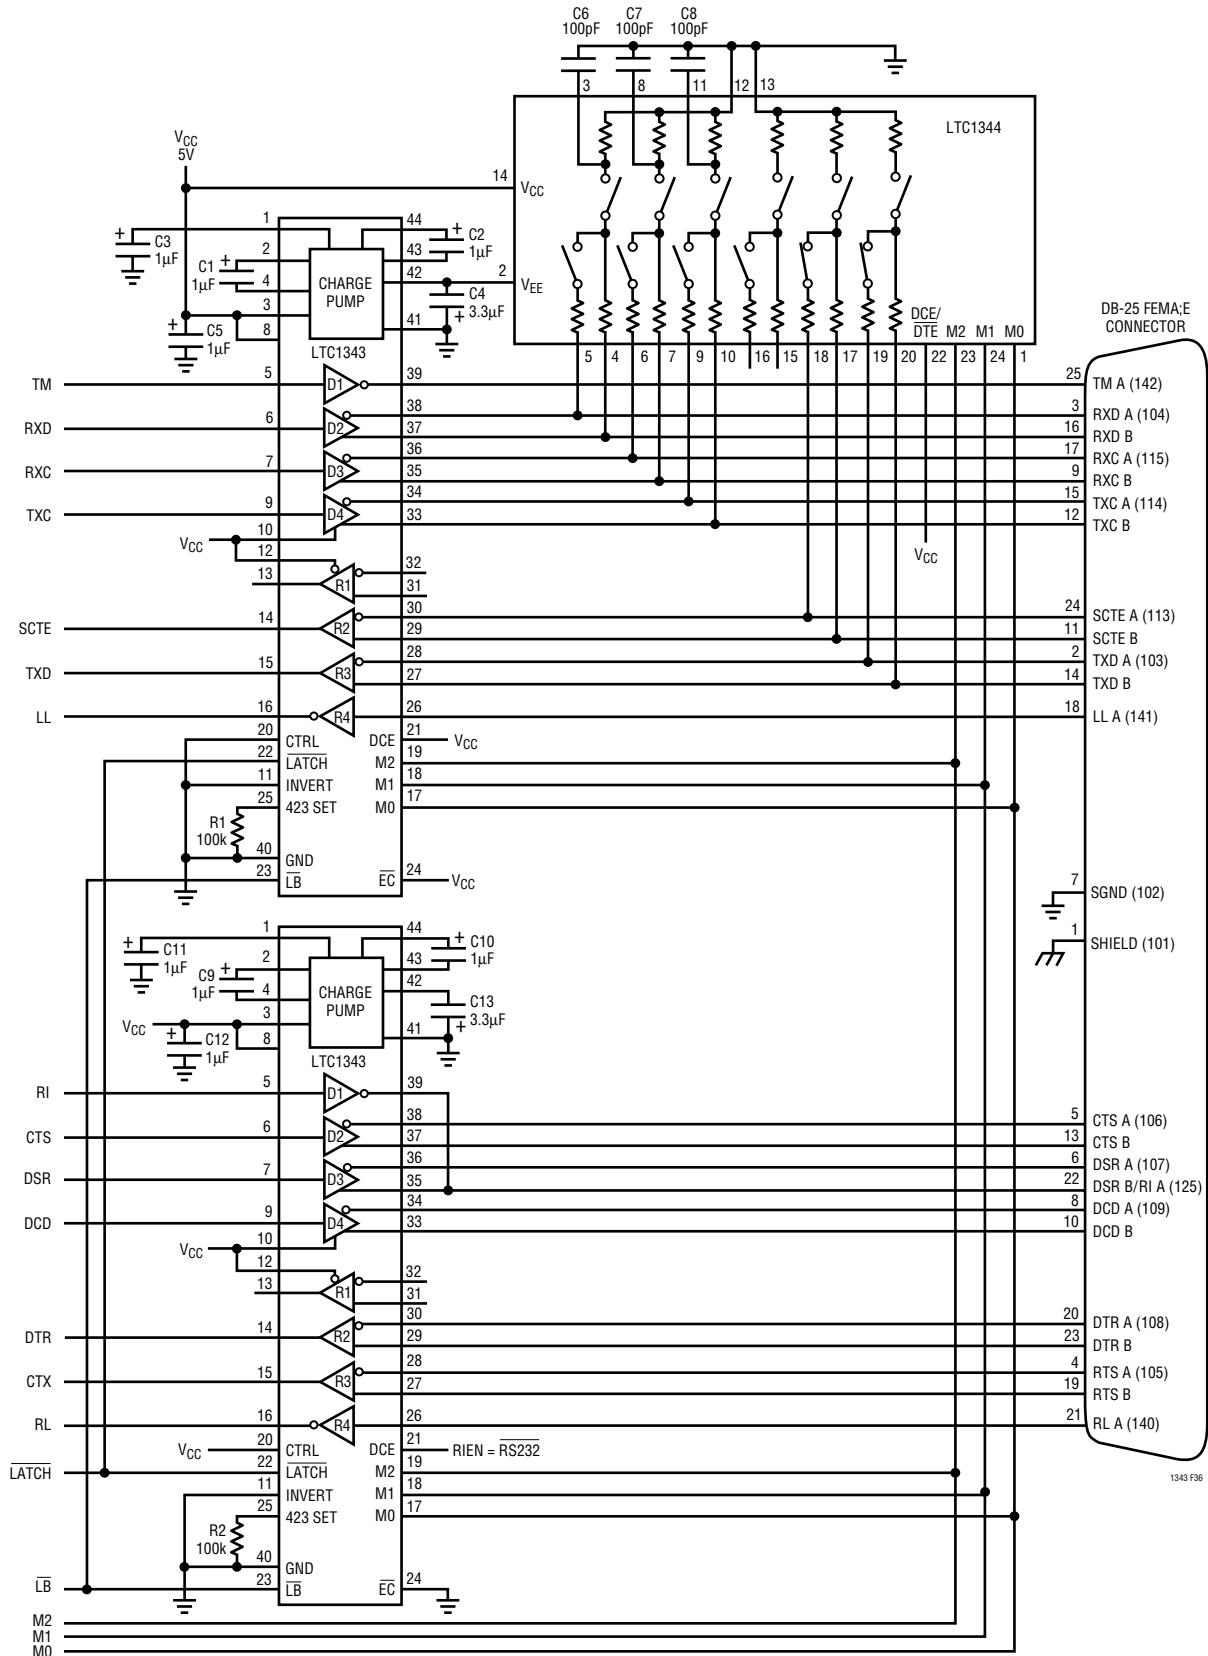 C6 C7 C8
100pF 100pF 100pF
3 8 11 12 13
LTC1344
VCC
5V
14 VCC
1 44
+ C3 1µF
2 43 + C2 1µF
C1 + 1µF
4 42 2 VEE
CHARGE PUMP
C4 + 3.3µF
3 41
+ C5 1µF
8
LTC1343
DCE/DTE M2 M1 M0
5 4 6 7 9 10 16 15 18 17 19 20 22 23 24 1
DB-25 FEMA;E
CONNECTOR
TM 5 D1 39 25 TM A (142)
38 3 RXD A (104)
RXD 6 D2 37 16 RXD B
36 17 RXC A (115)
RXC 7 D3 35 9 RXC B
34 15 TXC A (114)
TXC 9 D4 33 12 TXC B
VCC 10
12 VCC
13 R1 32
31
30 24 SCTE A (113)
SCTE 14 R2 29 11 SCTE B
28 2 TXD A (103)
TXD 15 R3 27 14 TXD B
LL 16 R4 26 18 LL A (141)
20 CTRL DCE 21 VCC
22 LATCH M2 19
11 INVERT M1 18
25 423 SET M0 17
R1
100k
40 GND
23 LB EC 24 VCC
7 SGND (102)
1 SHIELD (101)
1 44
+ C11 1µF
2 43 + C10 1µF
C9 + 1µF
4 42
CHARGE PUMP
C13 + 3.3µF
VCC 3 41
+ C12 1µF
8
LTC1343
RI 5 D1 39
38 5 CTS A (106)
CTS 6 D2 37 13 CTS B
36 6 DSR A (107)
DSR 7 D3 35 22 DSR B/RI A (125)
34 8 DCD A (109)
DCD 9 D4 33 10 DCD B
VCC 10
12
13 R1 32
31
30 20 DTR A (108)
DTR 14 R2 29 23 DTR B
28 4 RTS A (105)
CTX 15 R3 27 19 RTS B
RL 16 R4 26 21 RL A (140)
VCC 20 CTRL DCE 21 RIEN = RS232
LATCH 22 LATCH M2 19
11 INVERT M1 18
25 423 SET M0 17
R2
100k
40 GND
LB 23 LB EC 24
M2
M1
M0
1343 F36